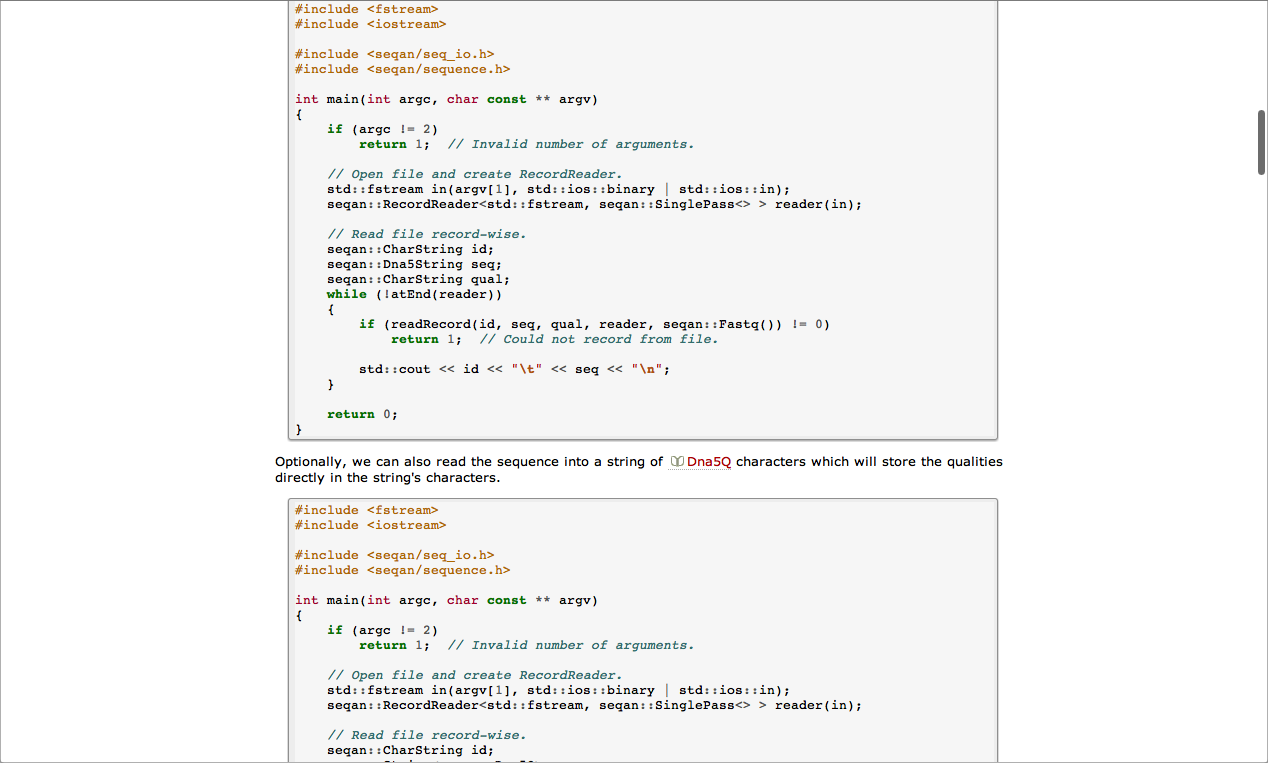 #include <fstream>
#include <iostream>
#include <seqan/seq_io.h>
#include <seqan/sequence.h>
int main(int argc, char const ** argv)
{
if (argc != 2)
return 1;  // Invalid number of arguments.
// Open file and create RecordReader.
std::fstream in(argv[1], std::ios::binary | std::ios::in);
seqan::RecordReader<std::fstream, seqan::SinglePass<> > reader(in);
// Read file record-wise.
seqan::CharString id;
seqan::Dna5String seq;
seqan::CharString qual;
while (!atEnd(reader))
{
if (readRecord(id, seq, qual, reader, seqan::Fastq()) != 0)
return 1;  // Could not record from file.
std::cout << id << "\t" << seq << "\n";
}
return 0;
}
Optionally, we can also read the sequence into a string of Dna5Q characters which will store the qualities
directly in the string's characters.
#include <fstream>
#include <iostream>
#include <seqan/seq_io.h>
#include <seqan/sequence.h>
int main(int argc, char const ** argv)
{
if (argc != 2)
return 1;  // Invalid number of arguments.
// Open file and create RecordReader.
std::fstream in(argv[1], std::ios::binary | std::ios::in);
seqan::RecordReader<std::fstream, seqan::SinglePass<> > reader(in);
// Read file record-wise.
seqan::CharString id;